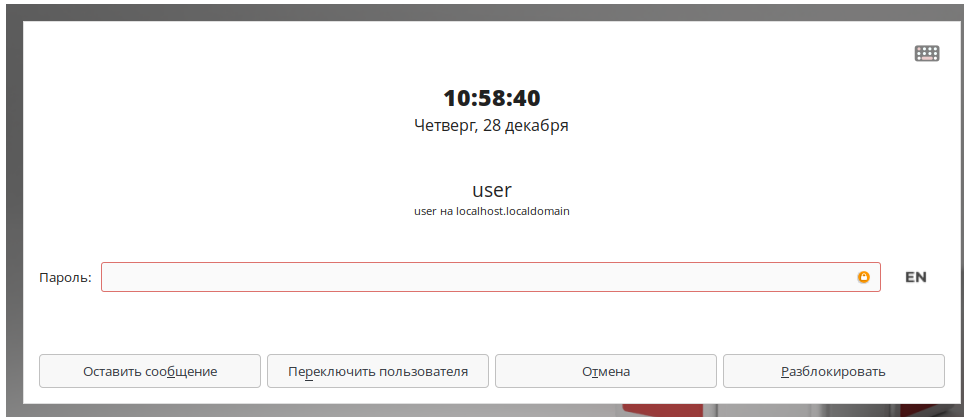 10:58:40
Четверг, 28 декабря
user
user на localhost.localdomain
Пароль:
EN
Оставить сообщение
Переключить пользователя
Отмена
Разблокировать